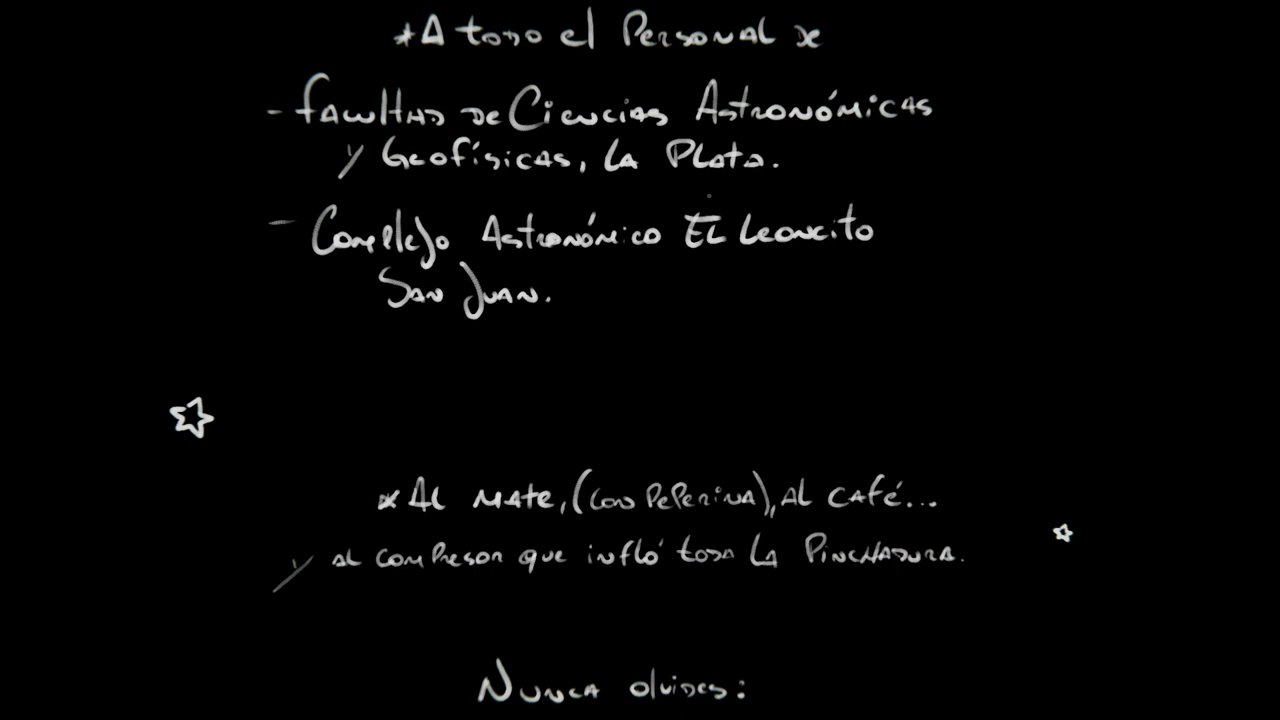 *A todo el Personal de
- Facultad de Ciencias Astronómicas
y Geofísicas, La Plata.
- Complejo Astronómico El Leoncito
San Juan.
*Al mate, (con Peperina), al café...
y al compresor que infló toda la Pinchadura.
Nunca olvides: